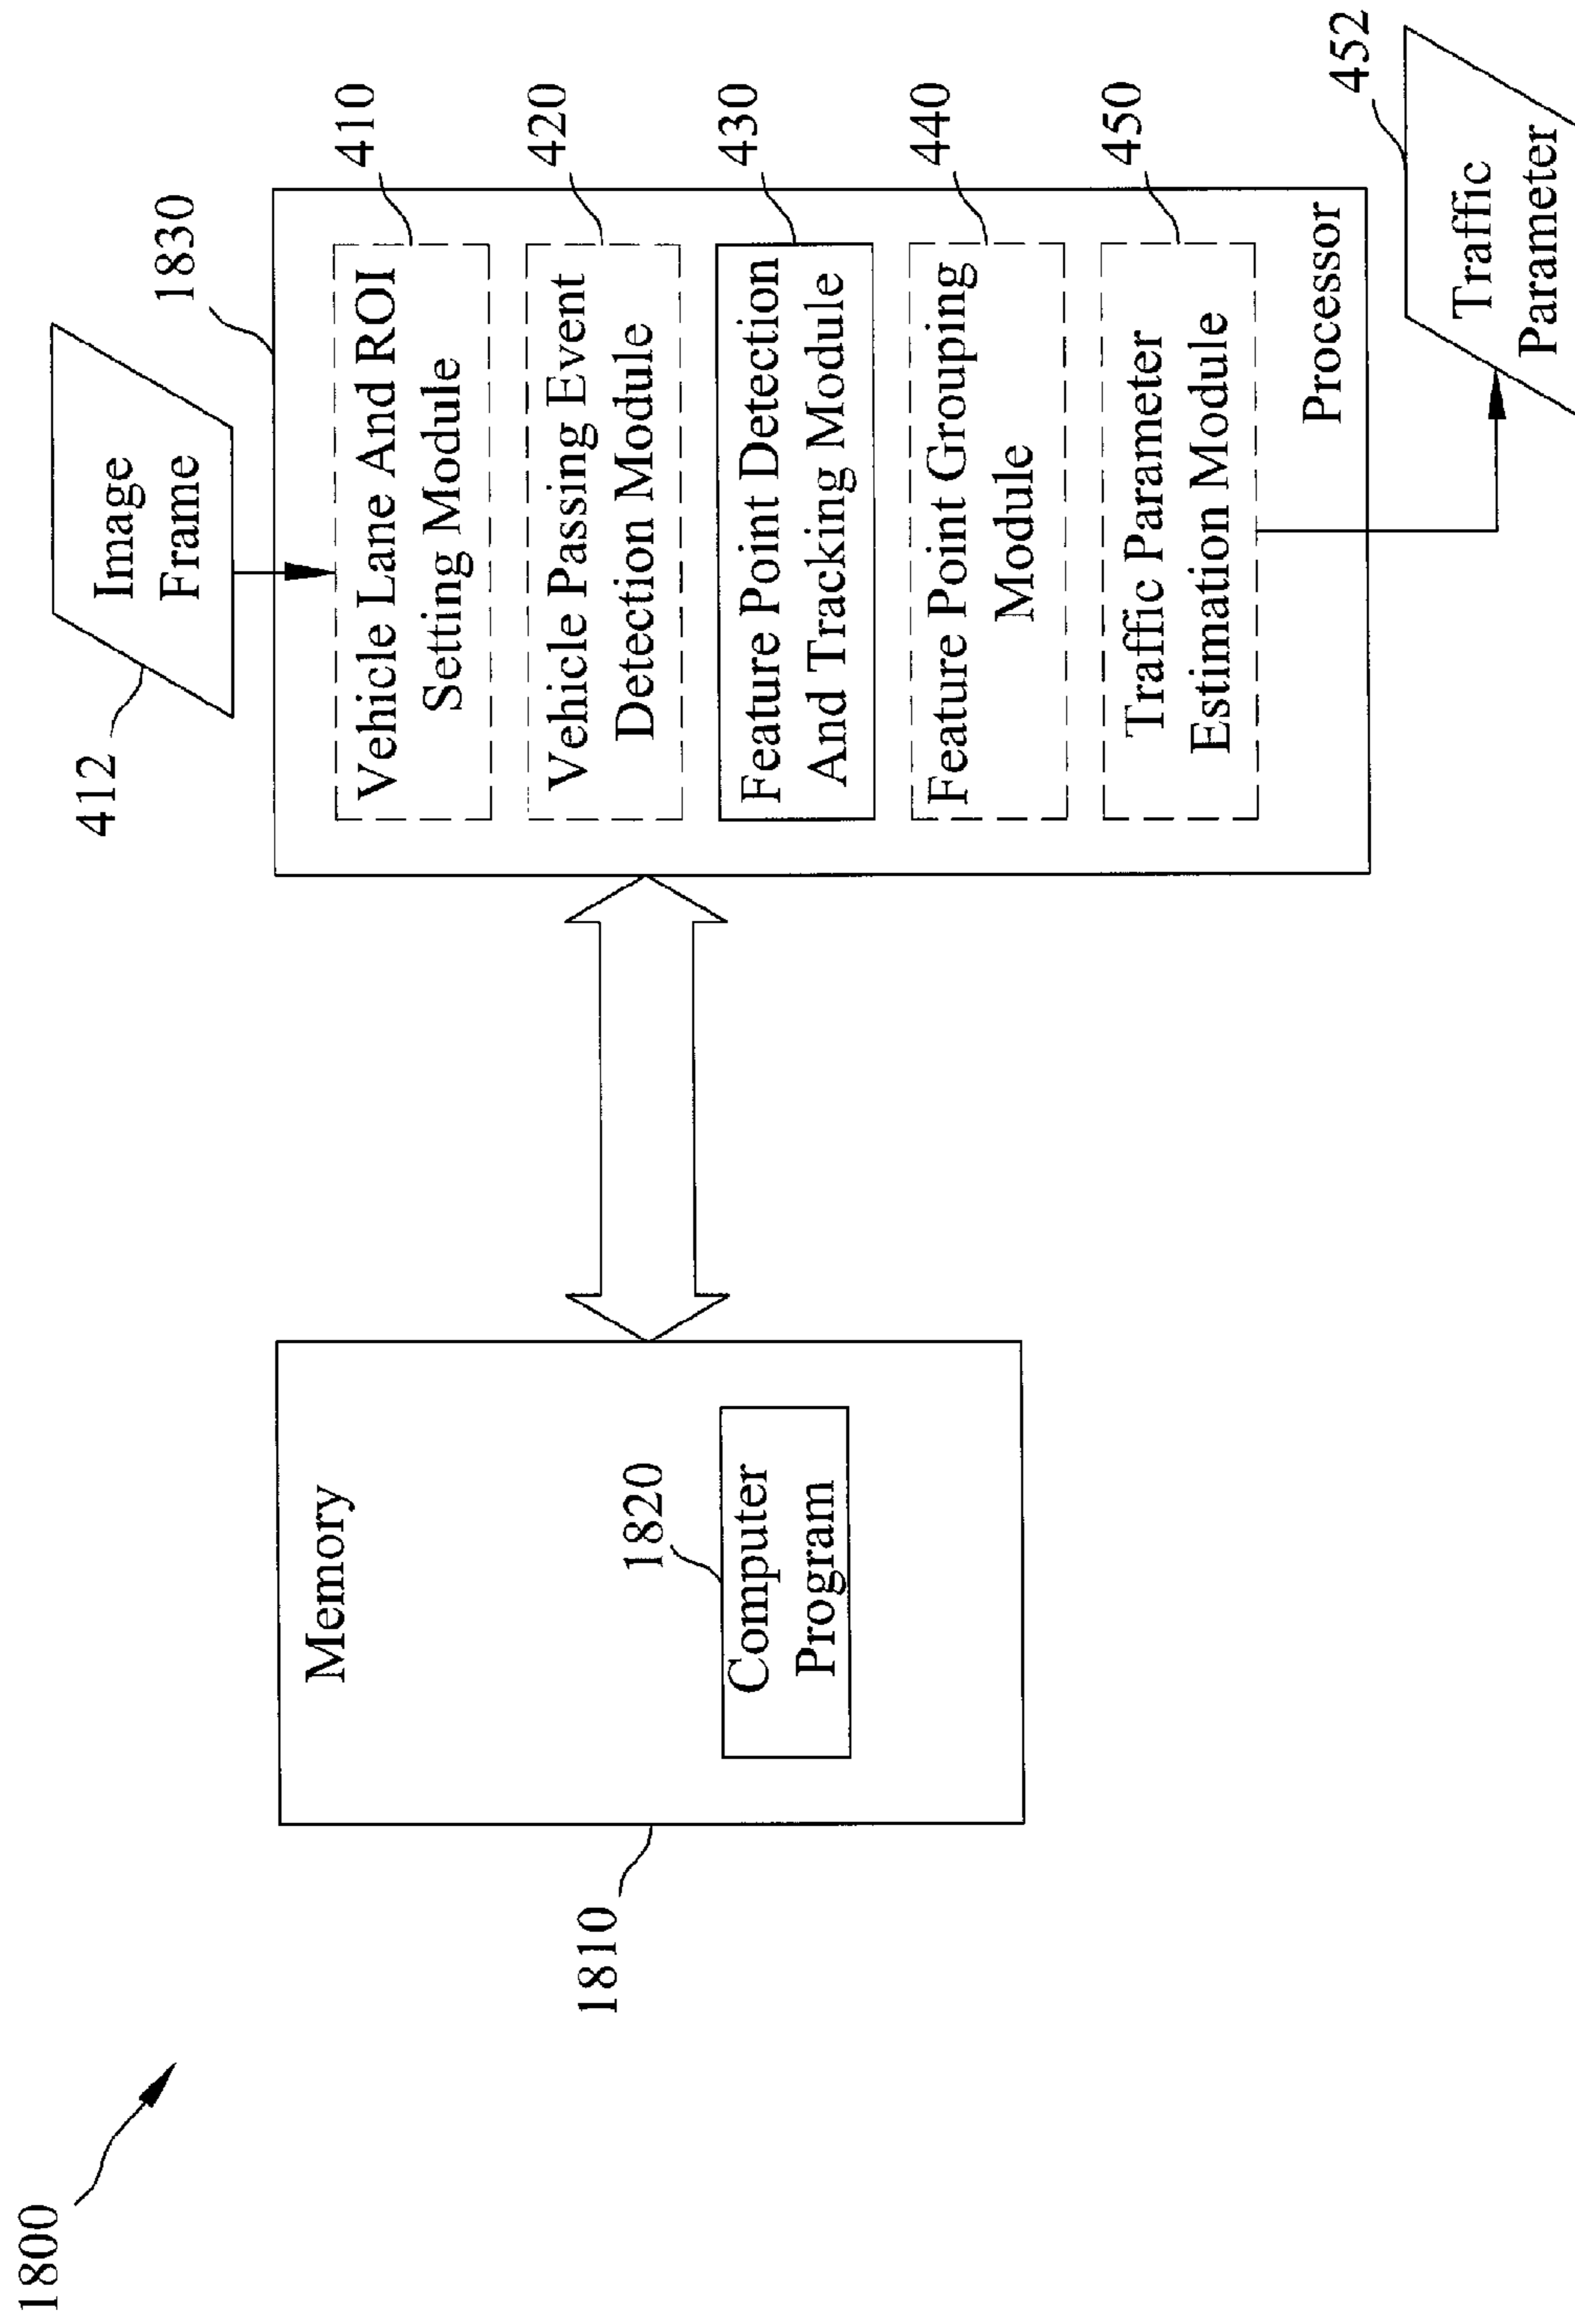 1800
412
Image
Frame
1830
Memory
1810
1820
Computer
Program
Vehicle Lane And ROI
Setting Module
410
Vehicle Passing Event
Detection Module
420
Feature Point Detection
And Tracking Module
430
Feature Point Grouping
Module
440
Traffic Parameter
Estimation Module
450
Processor
452
Traffic
Parameter